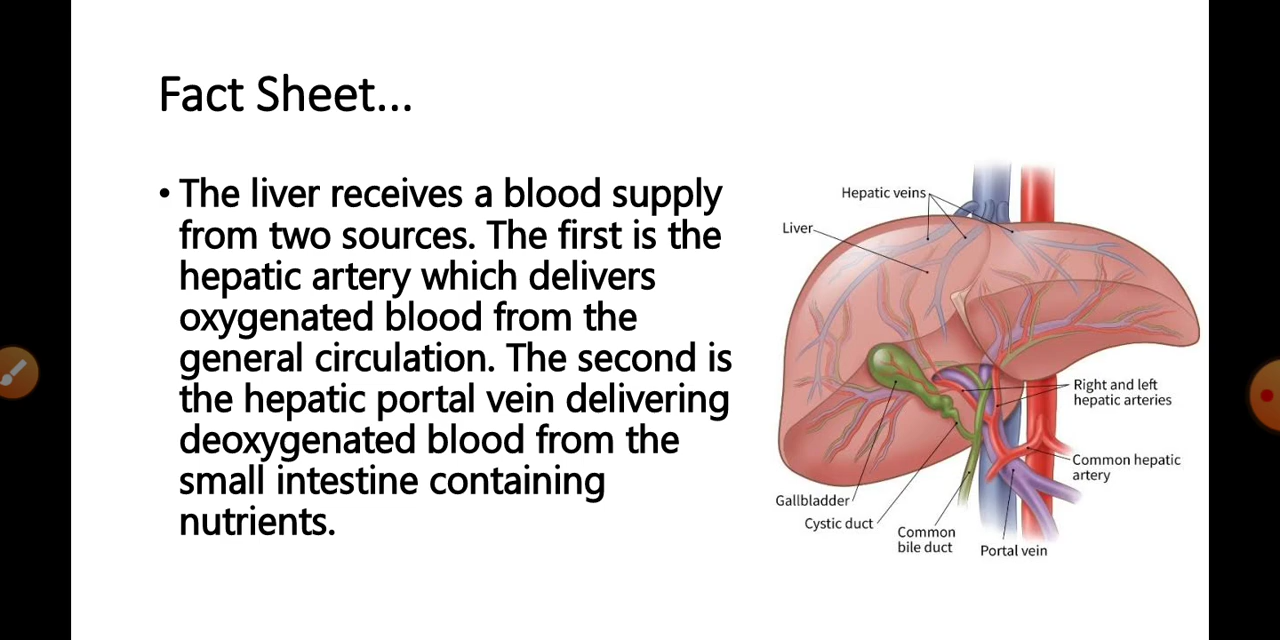 Fact Sheet...
• The liver receives a blood supply
from two sources. The first is the
hepatic artery which delivers
oxygenated blood from the
general circulation. The second is
the hepatic portal vein delivering
deoxygenated blood from the
small intestine containing
nutrients.
Hepatic veins
Liver
Right and left
hepatic arteries
Common hepatic
artery
Gallbladder
Cystic duct
Common
bile duct
Portal vein